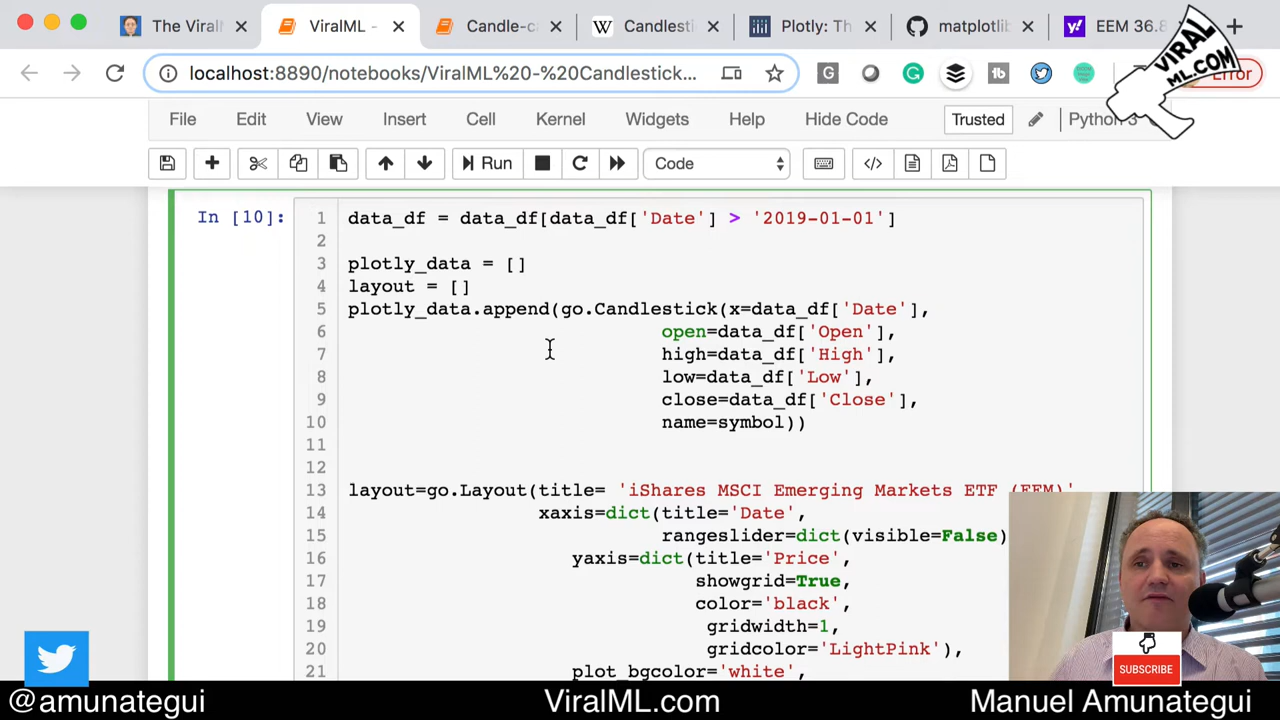 The Viralm
ViralML -
Candle-c
Candlesti
Plotly: Th
matplotlib
EEM 36.8
localhost:8890/notebooks/ViralML%20-%20Candlestick...
Error
VIRAL
ML.COM
File Edit View Insert Cell Kernel Widgets Help Hide Code Trusted Python 3
Run Code
In [10]:
1 data_df = data_df[data_df['Date'] > '2019-01-01']
2
3 plotly_data = []
4 layout = []
5 plotly_data.append(go.Candlestick(x=data_df['Date'],
6 open=data_df['Open'],
7 high=data_df['High'],
8 low=data_df['Low'],
9 close=data_df['Close'],
10 name=symbol))
11
12
13 layout=go.Layout(title= 'iShares MSCI Emerging Markets ETF (EEM)'
14 xaxis=dict(title='Date',
15 rangeslider=dict(visible=False)
16 yaxis=dict(title='Price',
17 showgrid=True,
18 color='black',
19 gridwidth=1,
20 gridcolor='LightPink'),
21 plot_bgcolor='white',
SUBSCRIBE
@amunategui ViralML.com Manuel Amunategui